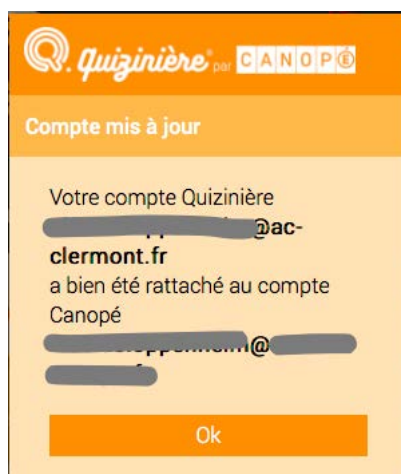 Q. Quizinière® par CANOPÉ
Compte mis à jour
Votre compte Quizinière
@ac-
clermont.fr
a bien été rattaché au compte
Canopé
@
Ok